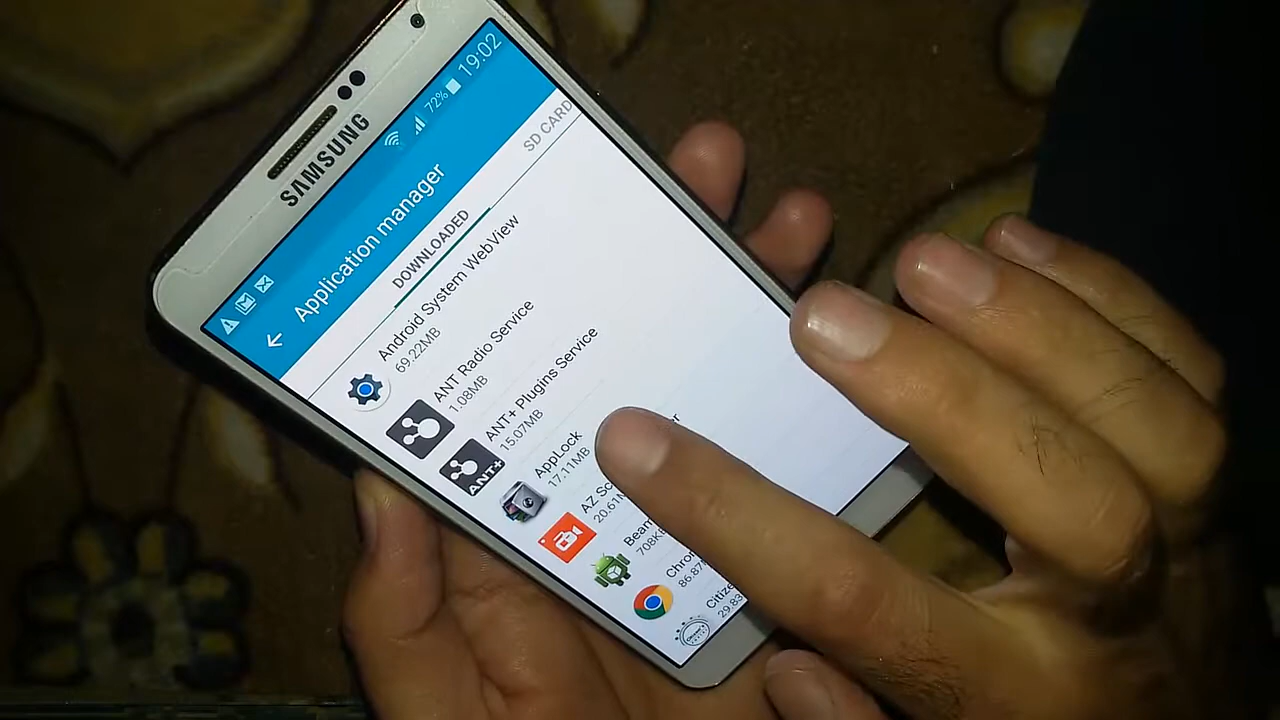 SAMSUNG
72% 19:02
Application manager
DOWNLOADED
SD CARD
Android System WebView
69.22MB
ANT Radio Service
1.08MB
ANT+ Plugins Service
15.07MB
ANT+
AppLock
17.11MB
AZ